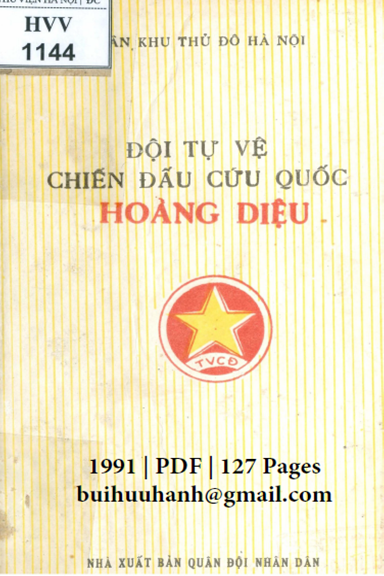 HVV
1144
KHU THỦ ĐÔ HÀ NỘI
ĐỘI TỰ VỆ
CHIẾN ĐẤU CỨU QUỐC
HOÀNG DIỆU
TVCĐ
1991 | PDF | 127 Pages
buihuuhanh@gmail.com
NHÀ XUẤT BẢN QUÂN ĐỘI NHÂN DÂN